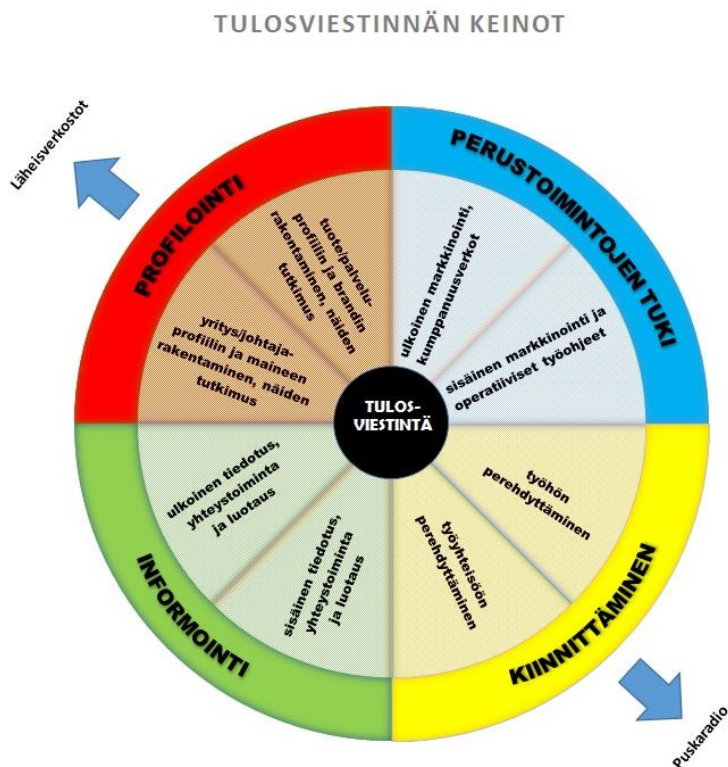 TULOSVIESTINNÄN KEINOT
Läheisverkostot
PROFILOINTI
tuote/palvelu-
profiilin ja brandin
rakentaminen, näiden
tutkimus
yritys/johtaja-
profiilin ja maineen
rakentaminen, näiden
tutkimus
PERUSTOIMINTOJEN TUKI
ulkoinen markkinointi,
kumppanuusverkot
sisäinen markkinointi ja
operatiiviset työohjeet
TULOS-
VIESTINTÄ
INFORMOINTI
ulkoinen tiedotus,
yhteystoiminta
ja luotaus
sisäinen tiedotus,
yhteystoiminta
ja luotaus
KIINNITTÄMINEN
työhön
perehdyttäminen
työyhteisöön
perehdyttäminen
Puskaradio